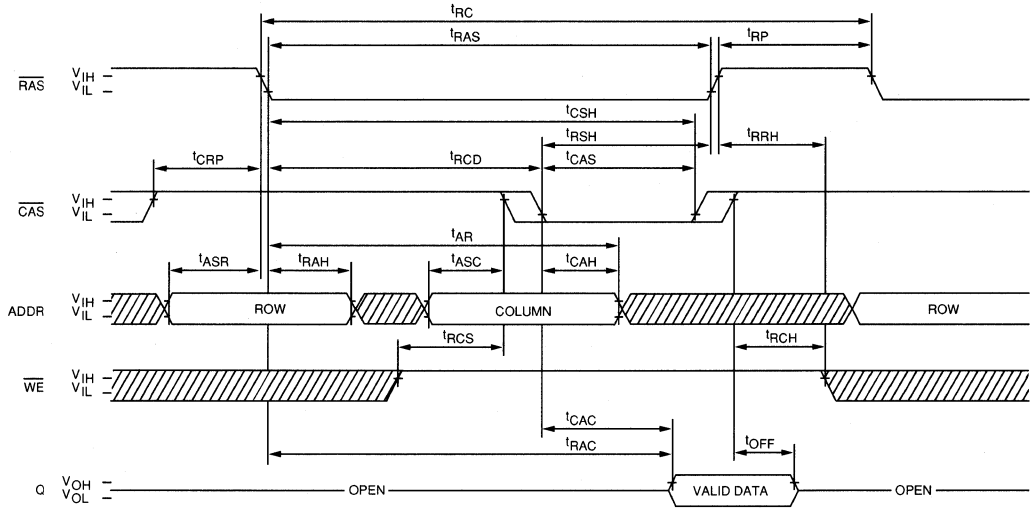 tRC
tRAS tRP
RAS VIH
VIL
tCSH
tRSH tRRH
tCRP tRCD tCAS
CAS VIH
VIL
tAR
tASR tRAH tASC tCAH
ADDR VIH
VIL
ROW COLUMN ROW
tRCS tRCH
WE VIH
VIL
tCAC
tRAC tOFF
Q VOH
VOL
OPEN VALID DATA OPEN